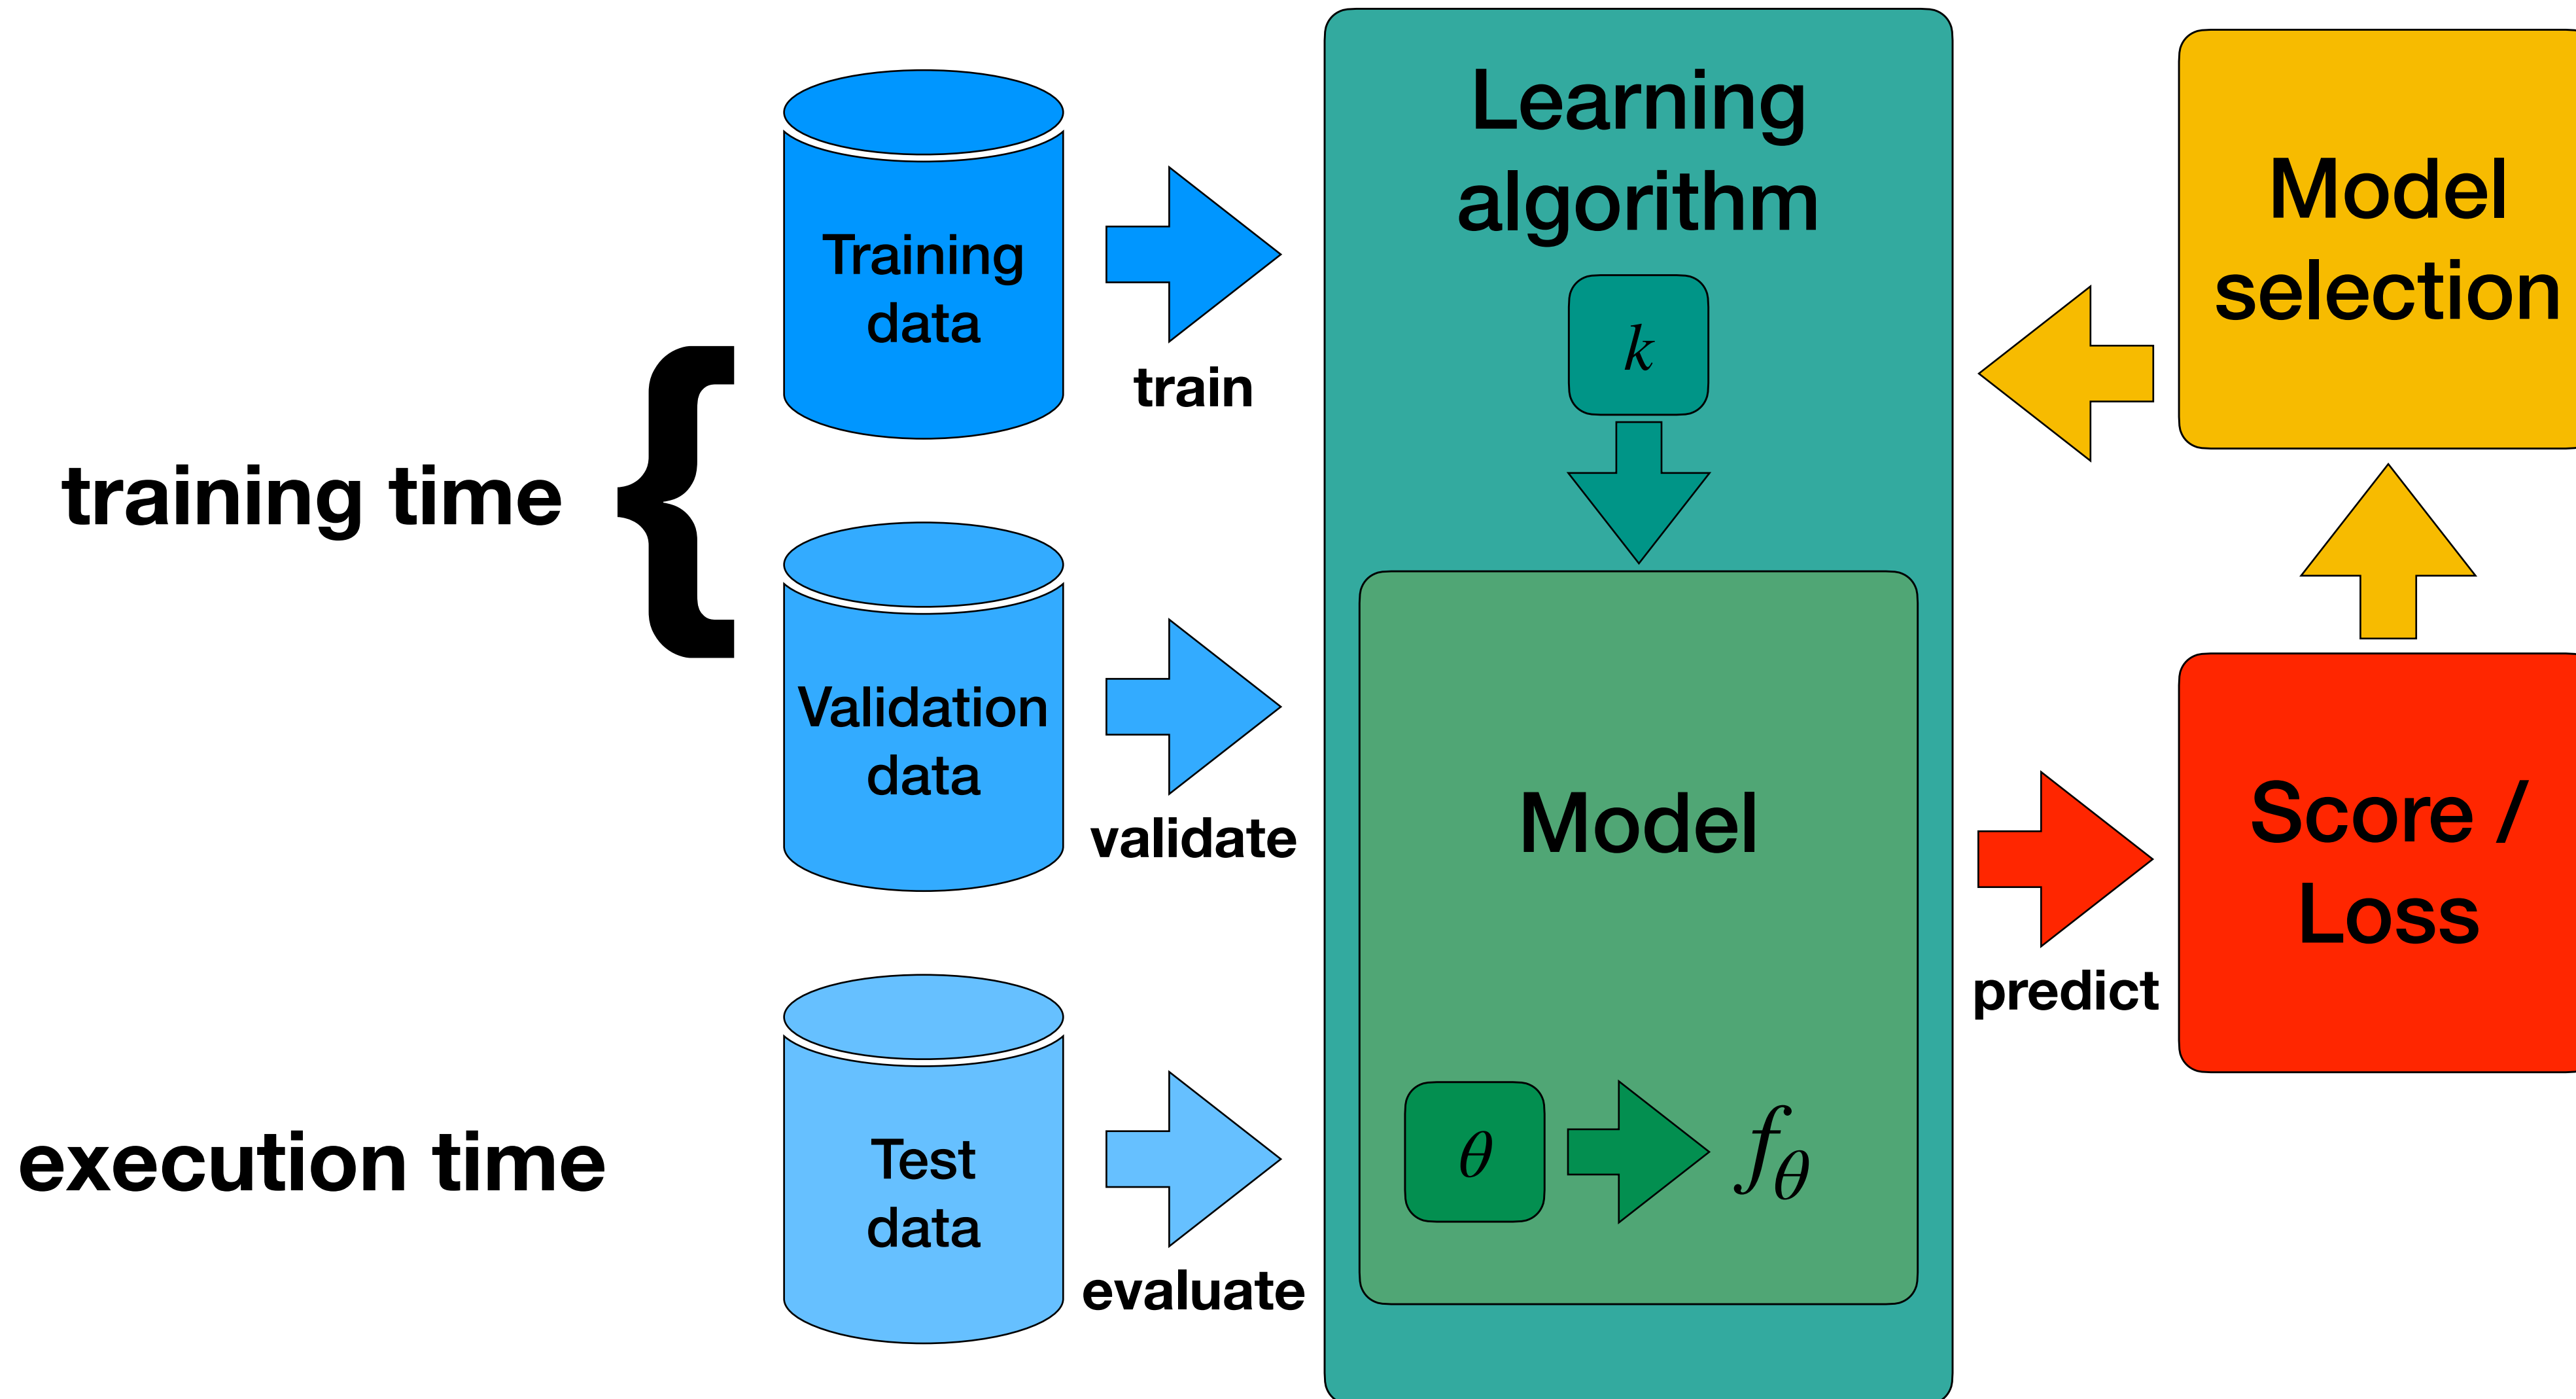 training time
{
Training
data
train
Validation
data
validate
execution time
Test
data
evaluate
Learning
algorithm
k
Model
θ
f_θ
predict
Model
selection
Score /
Loss